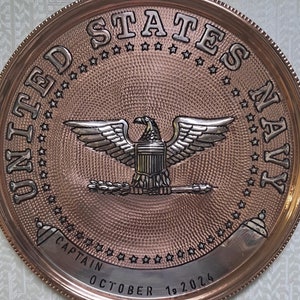 UNITED STATES NAVY
CAPTAIN
OCTOBER 1, 2024